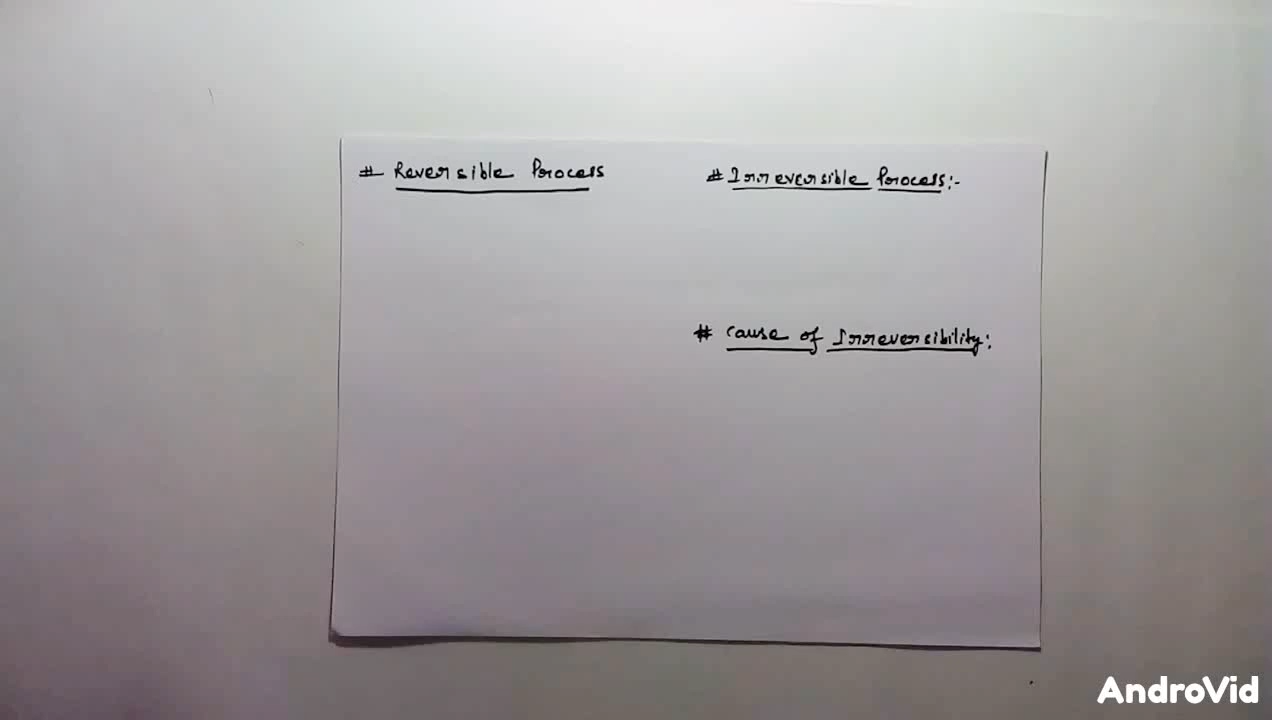 # Reversible Process
# Irreversible Process:-
# Cause of Irreversibility:
AndroVid